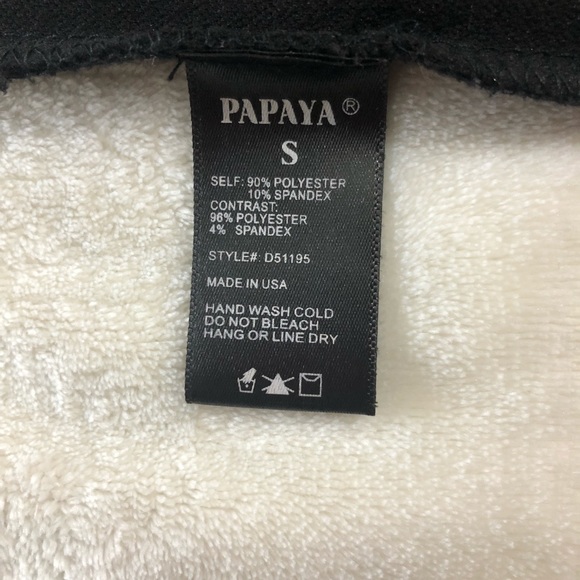 PAPAYA®
S
SELF: 90% POLYESTER
10% SPANDEX
CONTRAST:
96% POLYESTER
4% SPANDEX
STYLE#: D51195
MADE IN USA
HAND WASH COLD
DO NOT BLEACH
HANG OR LINE DRY